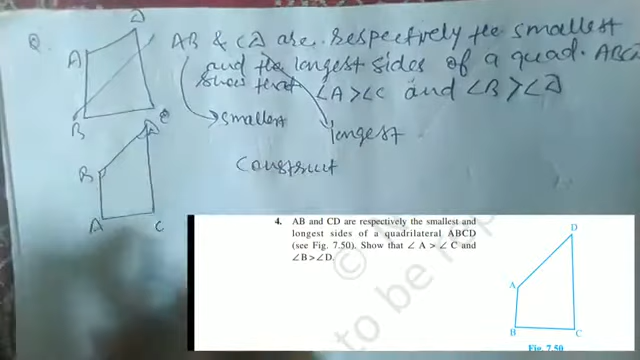 Q. AB & CD are respectively the smallest
and the longest sides of a quad. ABCD
Show that ∠A > ∠C and ∠B > ∠D
smallest
longest
Construct
A
D
B
C
B
D
A
C
4. AB and CD are respectively the smallest and
longest sides of a quadrilateral ABCD
(see Fig. 7.50). Show that ∠ A > ∠ C and
∠B > ∠D.
D
A
B
C
Fig. 7.50
to be